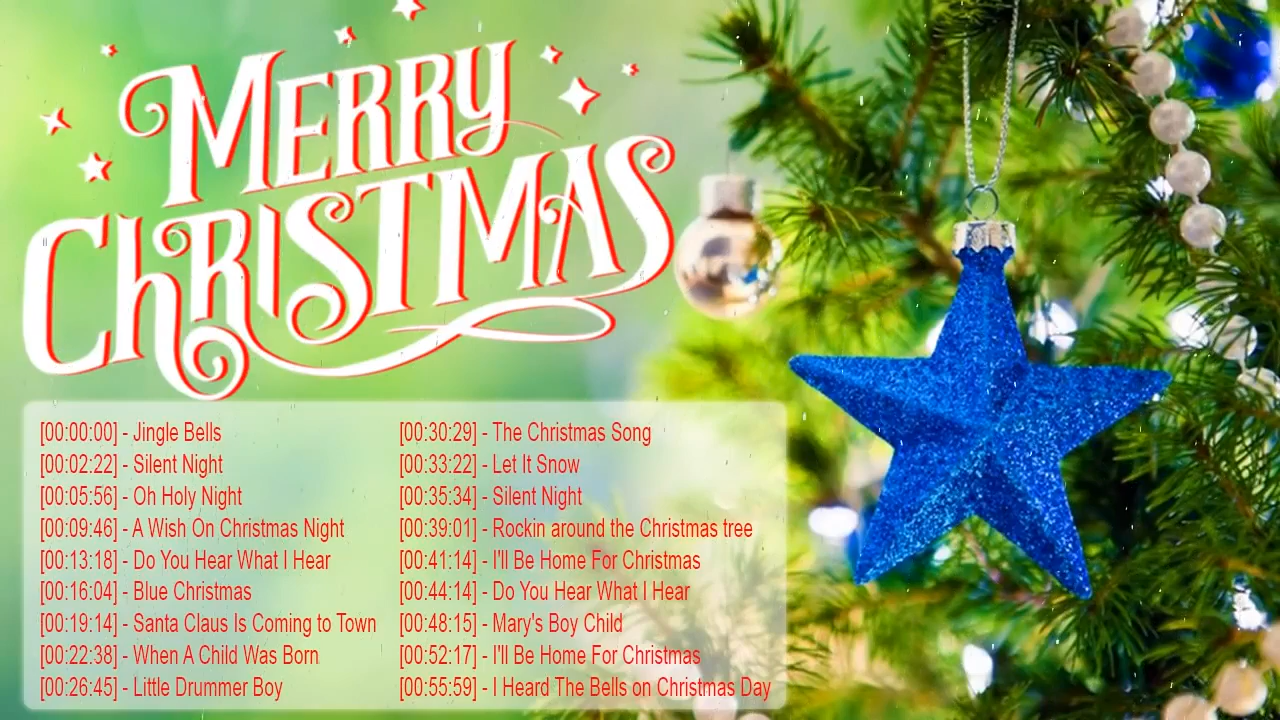 MERRY
CHRISTMAS
[00:00:00] - Jingle Bells
[00:02:22] - Silent Night
[00:05:56] - Oh Holy Night
[00:09:46] - A Wish On Christmas Night
[00:13:18] - Do You Hear What I Hear
[00:16:04] - Blue Christmas
[00:19:14] - Santa Claus Is Coming to Town
[00:22:38] - When A Child Was Born
[00:26:45] - Little Drummer Boy
[00:30:29] - The Christmas Song
[00:33:22] - Let It Snow
[00:35:34] - Silent Night
[00:39:01] - Rockin around the Christmas tree
[00:41:14] - I'll Be Home For Christmas
[00:44:14] - Do You Hear What I Hear
[00:48:15] - Mary's Boy Child
[00:52:17] - I'll Be Home For Christmas
[00:55:59] - I Heard The Bells on Christmas Day